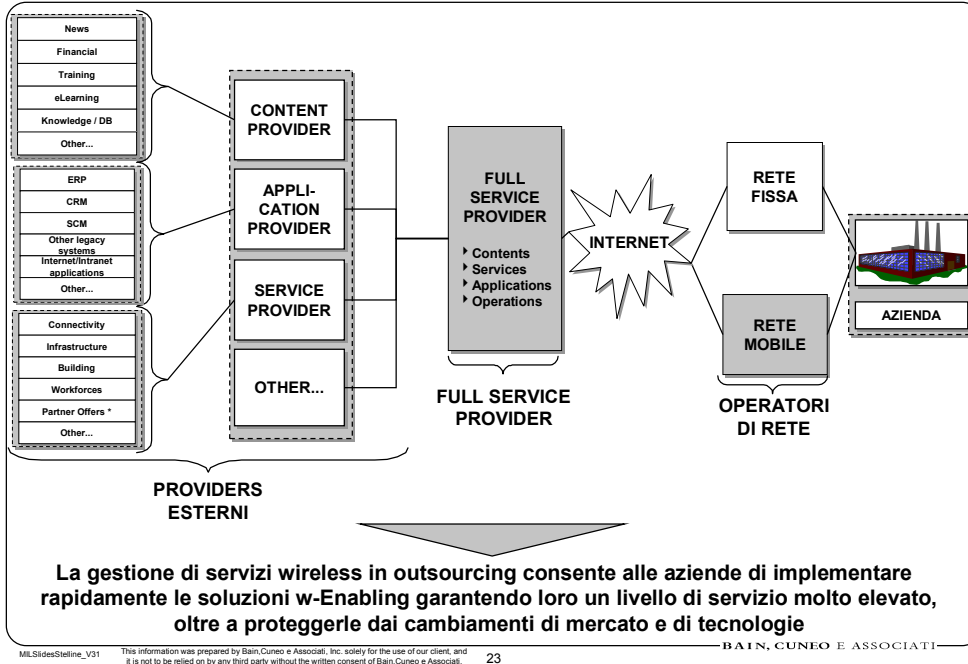 News
Financial
Training
eLearning
Knowledge / DB
Other...
ERP
CRM
SCM
Other legacy
systems
Internet/Intranet
applications
Other...
Connectivity
Infrastructure
Building
Workforces
Partner Offers *
Other...
CONTENT
PROVIDER
APPLI-
CATION
PROVIDER
SERVICE
PROVIDER
OTHER...
PROVIDERS
ESTERNI
FULL
SERVICE
PROVIDER
Contents
Services
Applications
Operations
FULL SERVICE
PROVIDER
INTERNET
RETE
FISSA
RETE
MOBILE
OPERATORI
DI RETE
AZIENDA
La gestione di servizi wireless in outsourcing consente alle aziende di implementare
rapidamente le soluzioni w-Enabling garantendo loro un livello di servizio molto elevato,
oltre a proteggerle dai cambiamenti di mercato e di tecnologie
BAIN, CUNEO E ASSOCIATI
MILSlidesStelline_V31
This information was prepared by Bain,Cuneo e Associati, Inc. solely for the use of our client, and
it is not to be relied on by any third party without the written consent of Bain,Cuneo e Associati.
23